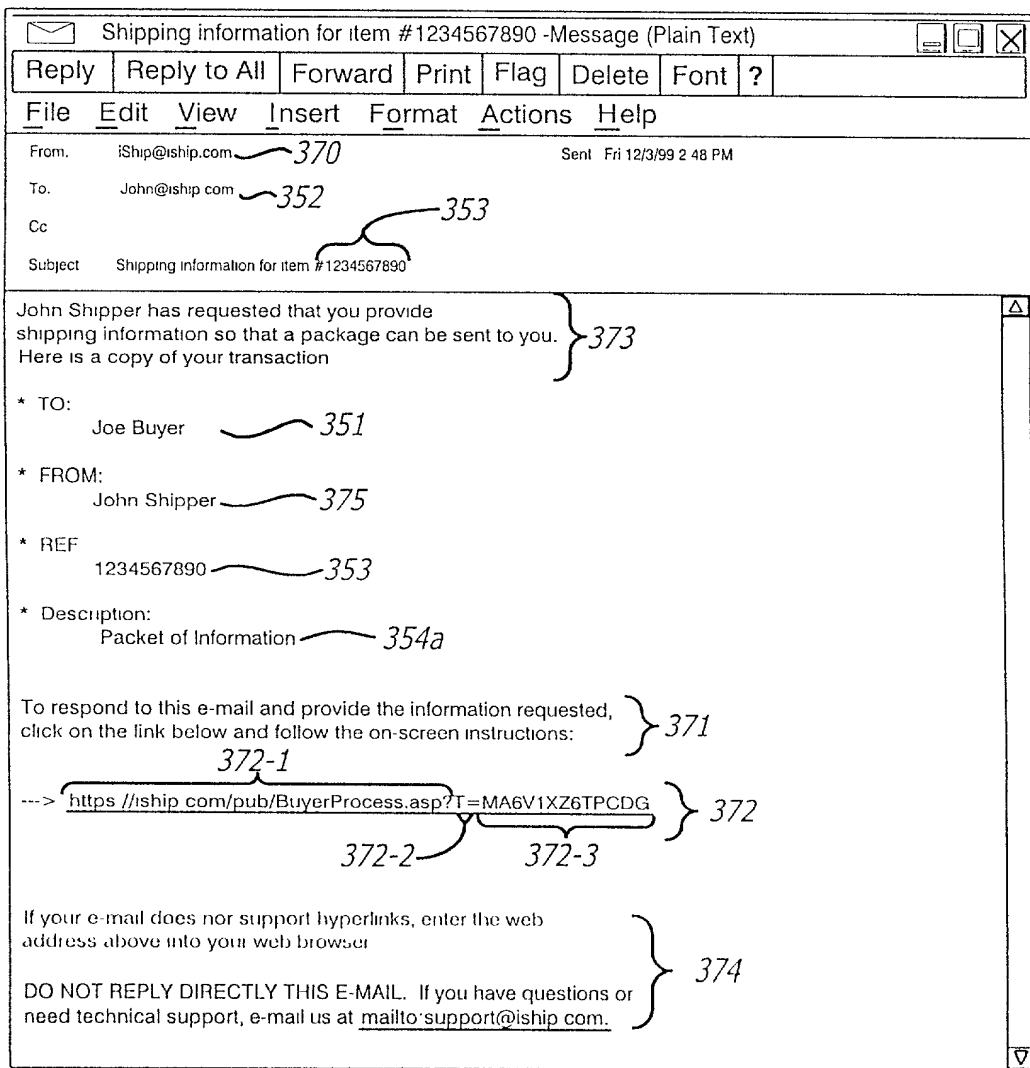 Shipping information for item #1234567890 -Message (Plain Text)
Reply Reply to All Forward Print Flag Delete Font ?
File Edit View Insert Format Actions Help
From. iShip@iship.com 370 Sent Fri 12/3/99 2 48 PM
To. John@iship com 352
353
Cc
Subject Shipping information for item #1234567890
John Shipper has requested that you provide
shipping information so that a package can be sent to you.
Here is a copy of your transaction
373
* TO:
Joe Buyer 351
* FROM:
John Shipper 375
* REF
1234567890 353
* Description:
Packet of Information 354a
To respond to this e-mail and provide the information requested,
click on the link below and follow the on-screen instructions:
371
372-1
---> https //iship com/pub/BuyerProcess.asp?T=MA6V1XZ6TPCDG 372
372-2 372-3
If your e-mail does nor support hyperlinks, enter the web
address above into your web browser
374
DO NOT REPLY DIRECTLY THIS E-MAIL. If you have questions or
need technical support, e-mail us at mailto:support@iship com.